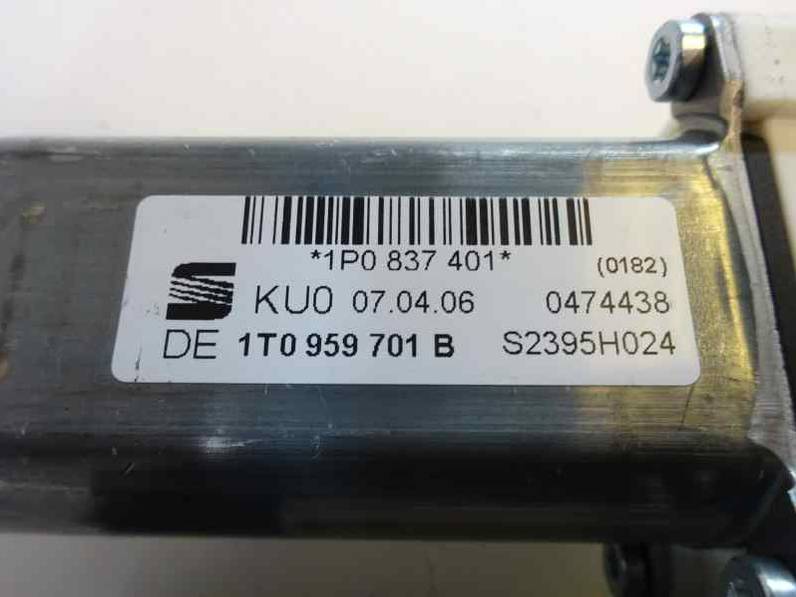 *1P0 837 401* (0182)
KU0 07.04.06 0474438
DE 1T0 959 701 B S2395H024